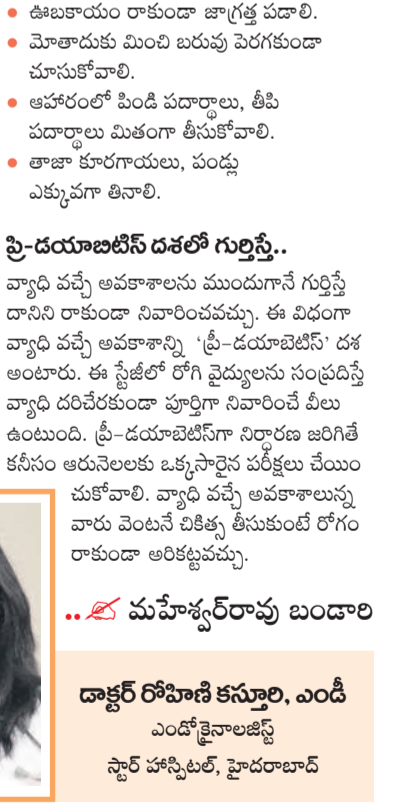 • ఊబకాయం రాకుండా జాగ్రత్త పడాలి.
• మోతాదుకు మించి బరువు పెరగకుండా
చూసుకోవాలి.
• ఆహారంలో పిండి పదార్థాలు, తీపి
పదార్థాలు మితంగా తీసుకోవాలి.
• తాజా కూరగాయలు, పండ్లు
ఎక్కువగా తినాలి.
ప్రి-డయాబిటిస్ దశలో గుర్తిస్తే..
వ్యాధి వచ్చే అవకాశాలను ముందుగానే గుర్తిస్తే
దానిని రాకుండా నివారించవచ్చు. ఈ విధంగా
వ్యాధి వచ్చే అవకాశాన్ని ‘ప్రీ–డయాబెటిస్’ దశ
అంటారు. ఈ స్టేజీలో రోగి వైద్యులను సంప్రదిస్తే
వ్యాధి దరిచేరకుండా పూర్తిగా నివారించే వీలు
ఉంటుంది. ప్రీ–డయాబెటిస్‌గా నిర్ధారణ జరిగితే
కనీసం ఆరునెలలకు ఒక్కసారైన పరీక్షలు చేయిం
చుకోవాలి. వ్యాధి వచ్చే అవకాశాలున్న
వారు వెంటనే చికిత్స తీసుకుంటే రోగం
రాకుండా అరికట్టవచ్చు.
..✍ మహేశ్వర్‌రావు బండారి
డాక్టర్ రోహిణి కస్తూరి, ఎండీ
ఎండోక్రైనాలజిస్ట్
స్టార్ హాస్పిటల్, హైదరాబాద్